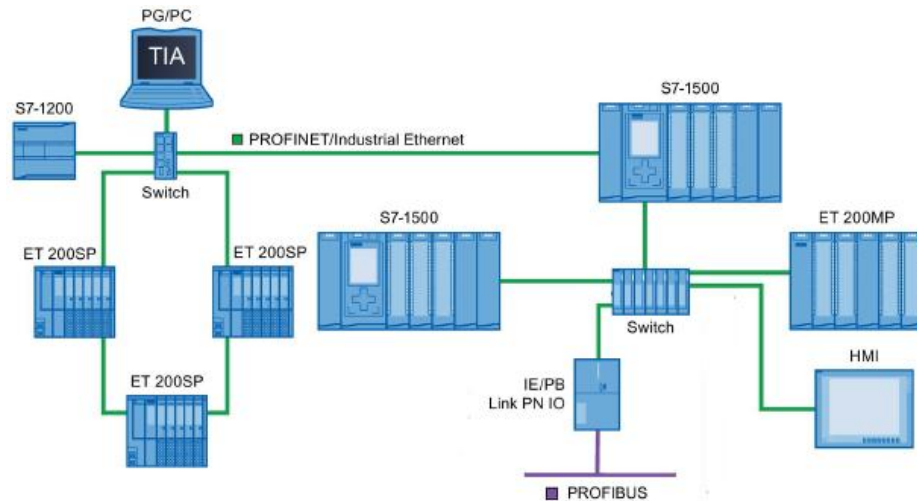 PG/PC
TIA
S7-1200
S7-1500
PROFINET/Industrial Ethernet
Switch
S7-1500
ET 200MP
ET 200SP
ET 200SP
Switch
HMI
IE/PB
Link PN IO
ET 200SP
PROFIBUS